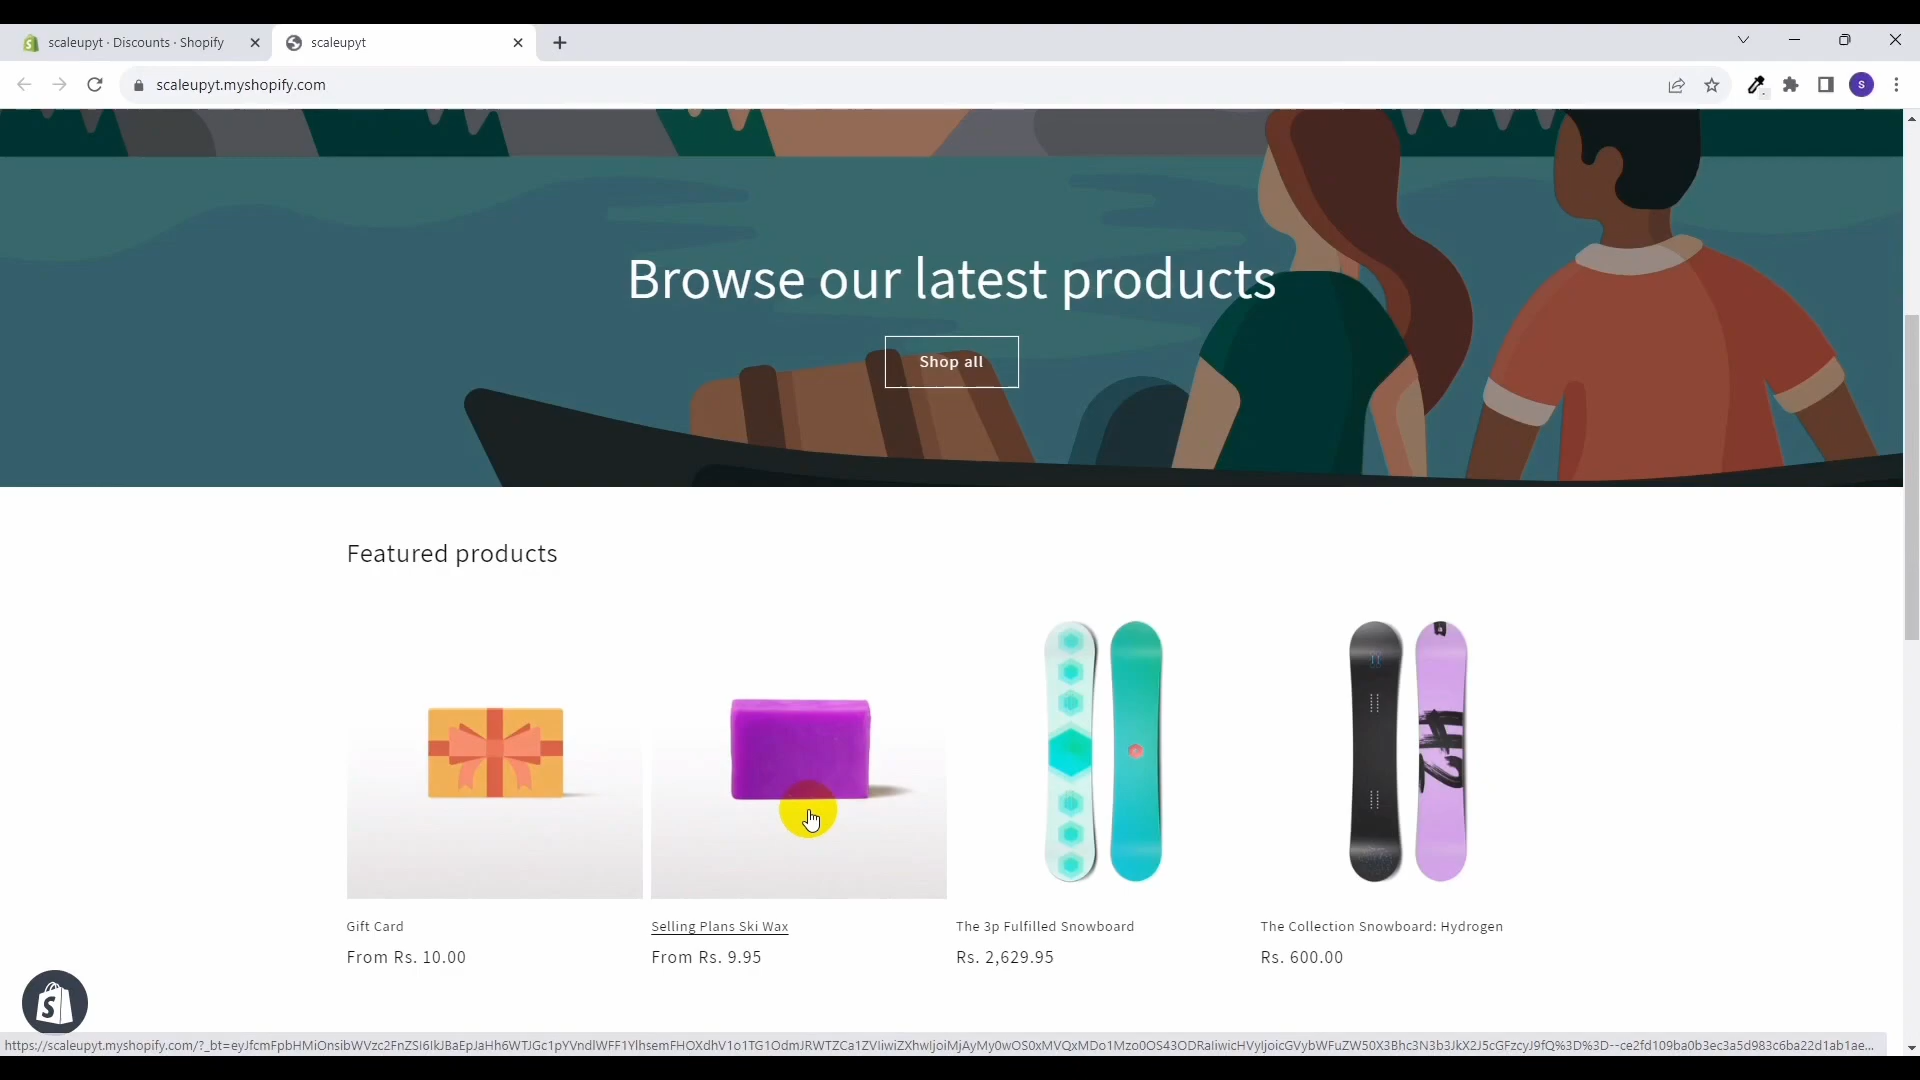 scaleupyt · Discounts · Shopify
scaleupyt
scaleupyt.myshopify.com
S
Browse our latest products
Shop all
Featured products
Gift Card
From Rs. 10.00
Selling Plans Ski Wax
From Rs. 9.95
The 3p Fulfilled Snowboard
Rs. 2,629.95
The Collection Snowboard: Hydrogen
Rs. 600.00